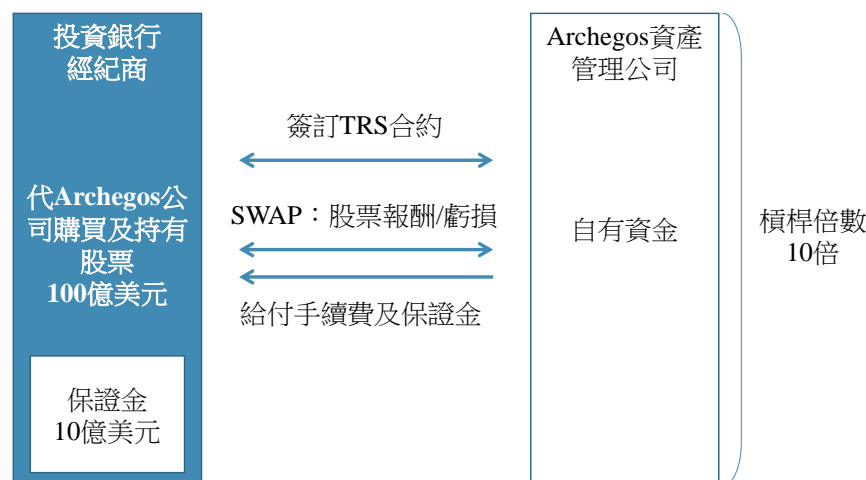 投資銀行
經紀商
代Archegos公
司購買及持有
股票
100億美元
保證金
10億美元
簽訂TRS合約
SWAP：股票報酬/虧損
給付手續費及保證金
Archegos資產
管理公司
自有資金
槓桿倍數
10倍